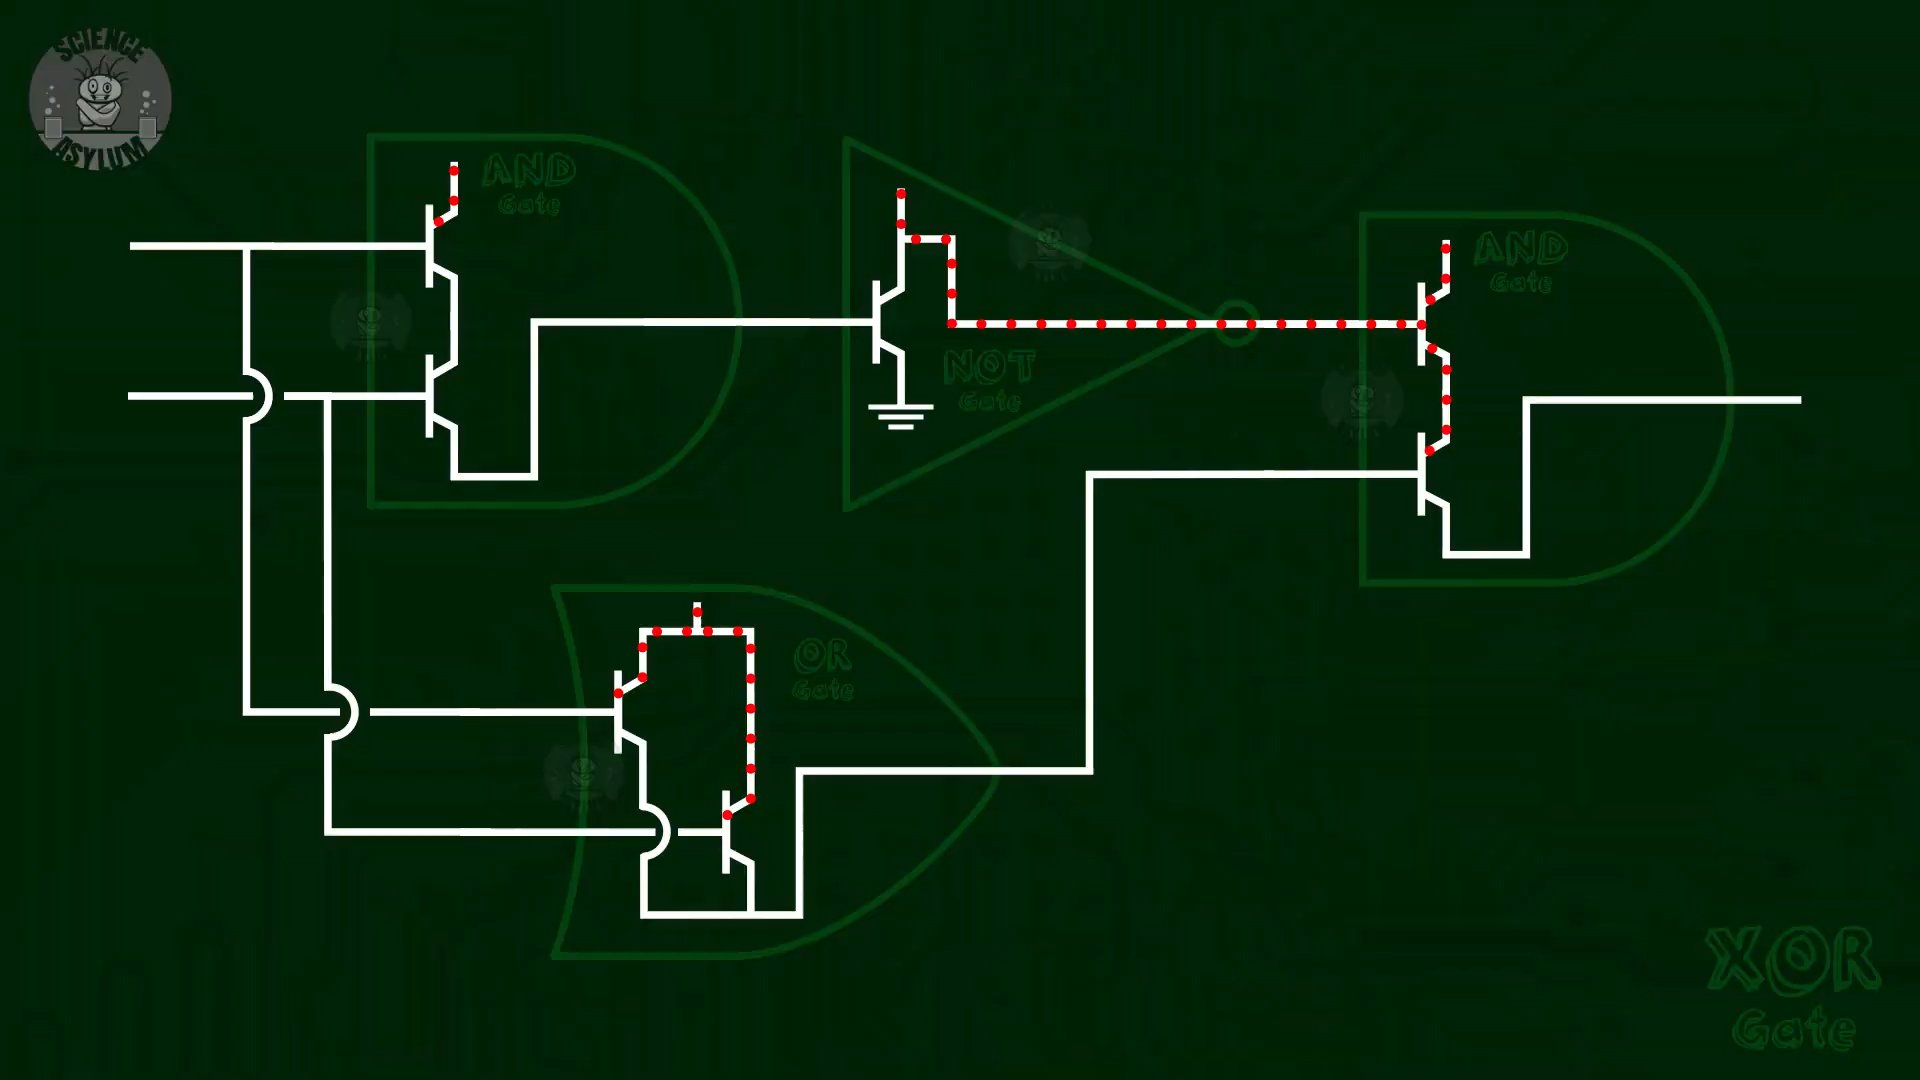 SCIENCE
ASYLUM
AND
Gate
NOT
Gate
AND
Gate
OR
Gate
XOR
Gate